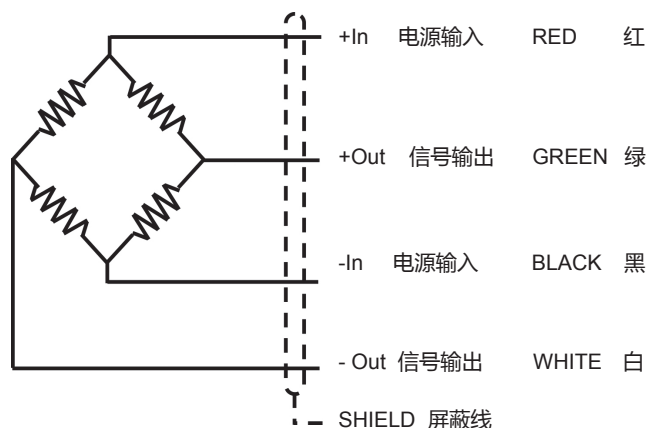 +In 电源输入 RED 红
+Out 信号输出 GREEN 绿
-In 电源输入 BLACK 黑
- Out 信号输出 WHITE 白
SHIELD 屏蔽线